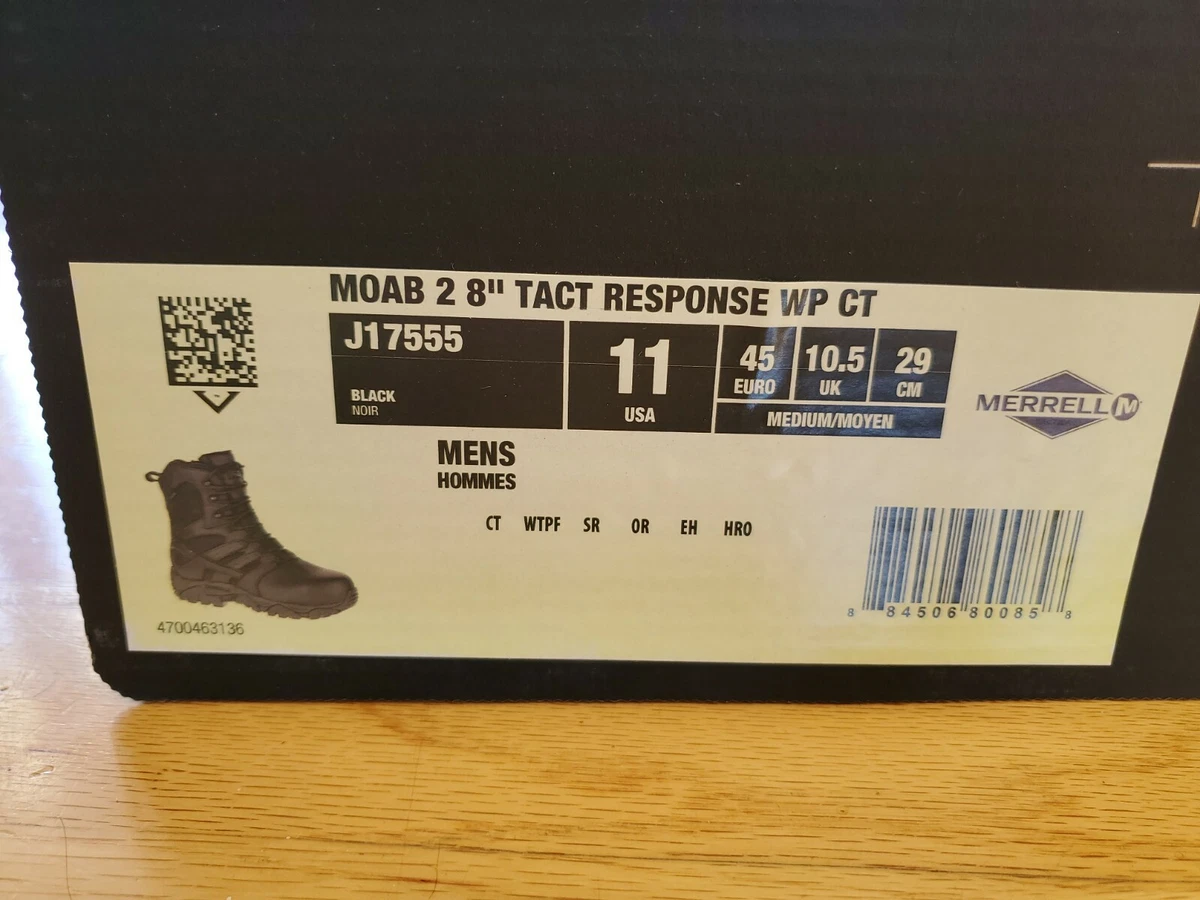 MOAB 2 8" TACT RESPONSE WP CT
J17555
BLACK
NOIR
11
USA
45
EURO
10.5
UK
29
CM
MEDIUM/MOYEN
MERRELL M
MENS
HOMMES
CT WTPF SR OR EH HRO
4700463136
8 84506 80085 8